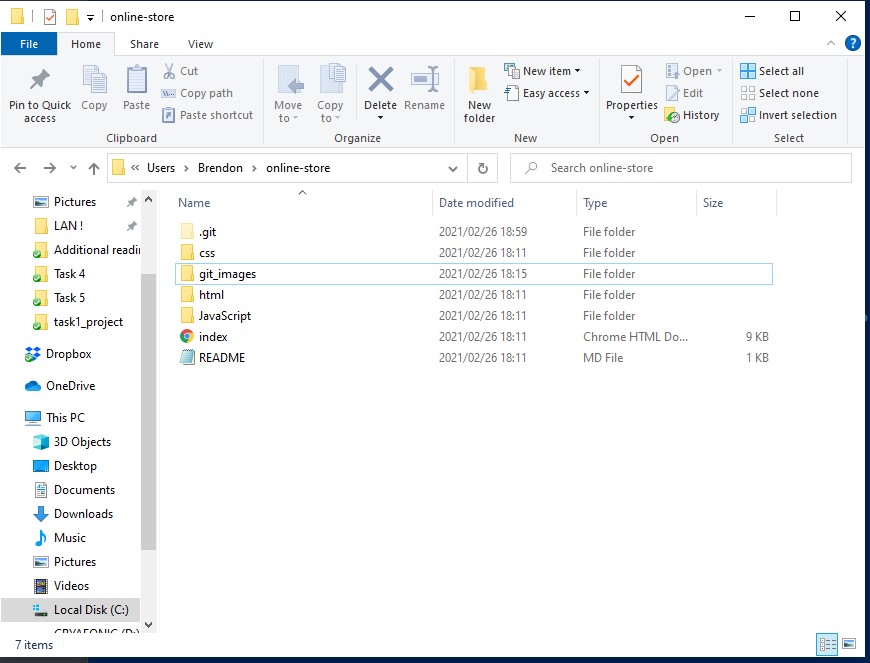 online-store
File Home Share View
Pin to Quick access
Copy
Paste
Cut
Copy path
Paste shortcut
Clipboard
Move to
Copy to
Delete
Rename
Organize
New folder
New item
Easy access
New
Properties
Open
Edit
History
Open
Select all
Select none
Invert selection
Select
« Users › Brendon › online-store
Search online-store
Pictures
LAN !
Additional readin
Task 4
Task 5
task1_project
Dropbox
OneDrive
This PC
3D Objects
Desktop
Documents
Downloads
Music
Pictures
Videos
Local Disk (C:)
Name Date modified Type Size
.git 2021/02/26 18:59 File folder
css 2021/02/26 18:11 File folder
git_images 2021/02/26 18:15 File folder
html 2021/02/26 18:11 File folder
JavaScript 2021/02/26 18:11 File folder
index 2021/02/26 18:11 Chrome HTML Do... 9 KB
README 2021/02/26 18:11 MD File 1 KB
7 items